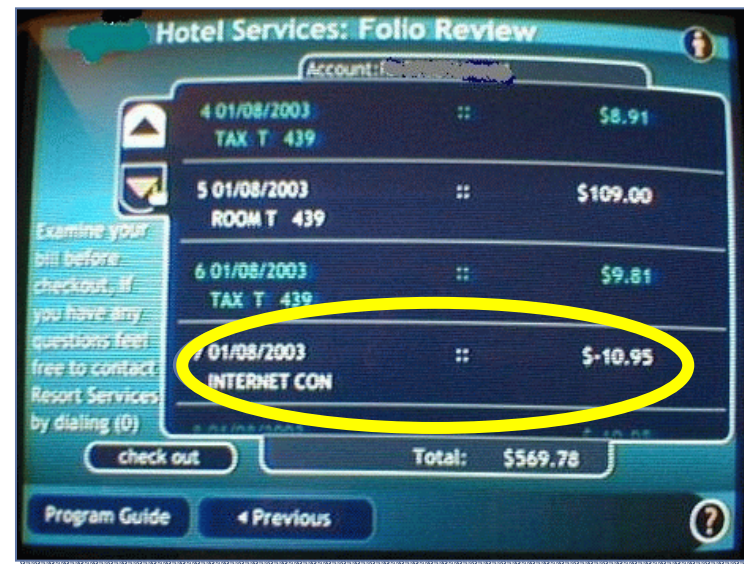 Hotel Services: Folio Review
Account:
4 01/08/2003 :: $8.91
TAX T 439
5 01/08/2003 :: $109.00
ROOM T 439
6 01/08/2003 :: $9.81
TAX T 439
7 01/08/2003 :: $-10.95
INTERNET CON
Examine your
bill before
checkout, if
you have any
questions feel
free to contact
Resort Services
by dialing (0)
check out
Total: $569.78
Program Guide
Previous
?